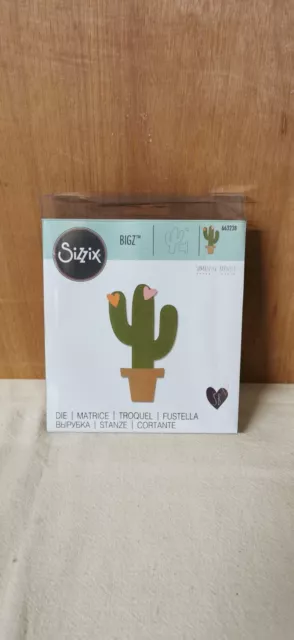 Sizzix
BIGZ™
DIE | MATRICE | TROQUEL | FUSTELLA
ВЫРУБКА | STANZE | CORTANTE